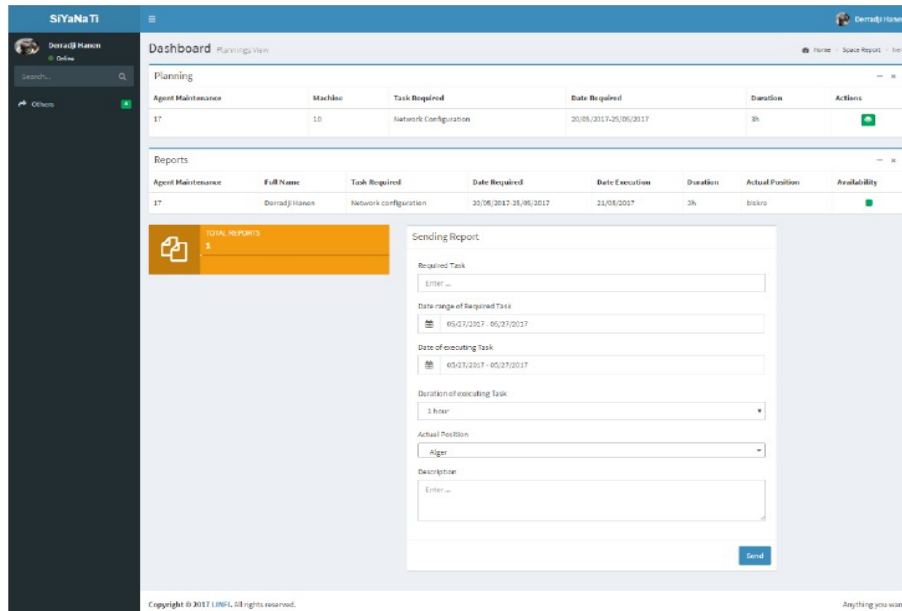 SiYaNaTi
Derradji Hanen
Derradji Hanen
Online
Search...
Others
Dashboard Plannings View
Home
Space Report
Planning
Agent Maintenance Machine Task Required Date Required Duration Actions
17 10 Network Configuration 20/05/2017-25/05/2017 3h
Reports
Agent Maintenance Full Name Task Required Date Required Date Execution Duration Actual Position Availability
17 Derradji Hanen Network configuration 20/05/2017-25/05/2017 21/05/2017 3h biskra
TOTAL REPORTS
1
Sending Report
Required Task
Enter ...
Date range of Required Task
05/27/2017 - 05/27/2017
Date of executing Task
05/27/2017 - 05/27/2017
Duration of executing Task
1 hour
Actual Position
Alger
Description
Enter ...
Send
Copyright © 2017 LINFI. All rights reserved.
Anything you want